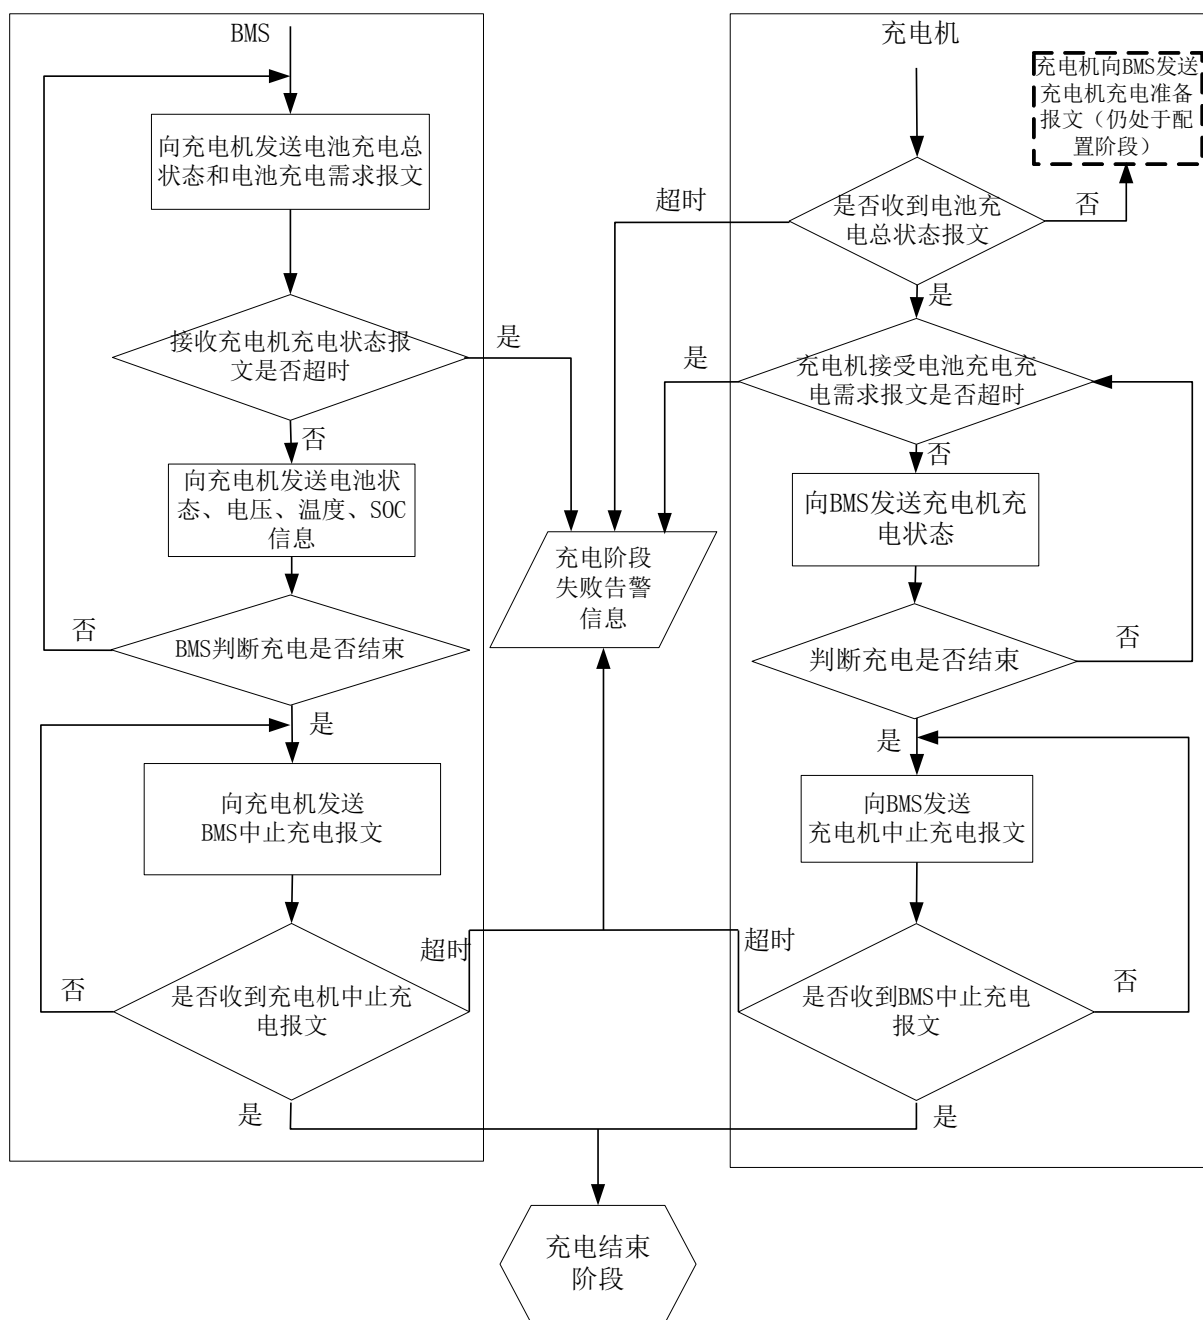 BMS
向充电机发送电池充电总
状态和电池充电需求报文
接收充电机充电状态报
文是否超时
是
否
向充电机发送电池状
态、电压、温度、SOC
信息
否
BMS判断充电是否结束
是
向充电机发送
BMS中止充电报文
超时
否
是否收到充电机中止充
电报文
是
充电阶段
失败告警
信息
充电机
充电机向BMS发送
充电机充电准备
报文（仍处于配
置阶段）
超时
是否收到电池充
电总状态报文
否
是
是
充电机接受电池充电充
电需求报文是否超时
否
向BMS发送充电机充
电状态
判断充电是否结束
否
是
向BMS发送
充电机中止充电报文
超时
是否收到BMS中止充电
报文
否
是
充电结束
阶段